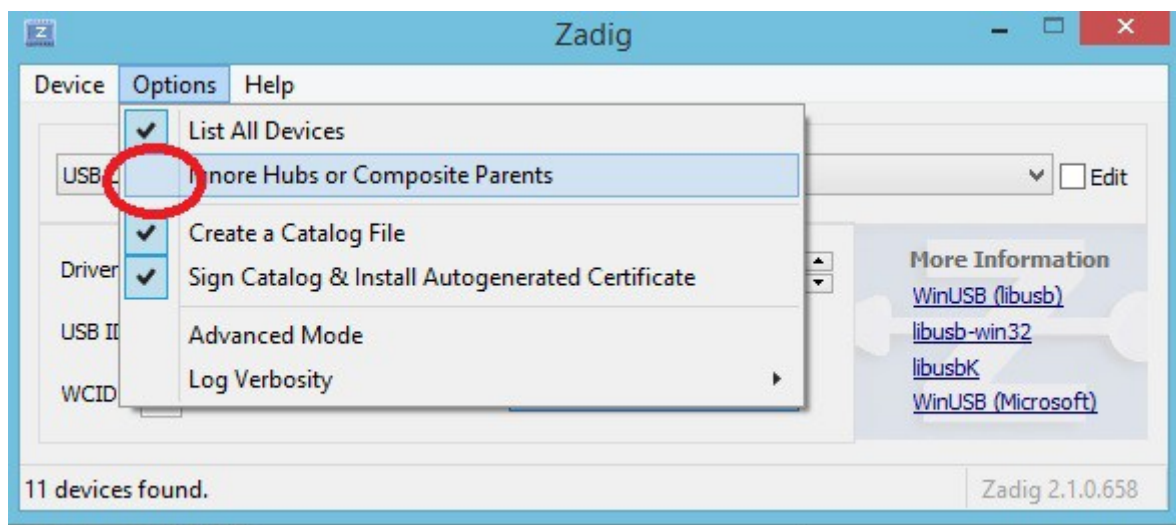 Zadig
Device Options Help
List All Devices
Ignore Hubs or Composite Parents
USB
Edit
Create a Catalog File
Sign Catalog & Install Autogenerated Certificate
Driver
More Information
WinUSB (libusb)
USB ID
Advanced Mode
libusb-win32
Log Verbosity
libusbK
WCID
WinUSB (Microsoft)
11 devices found.
Zadig 2.1.0.658